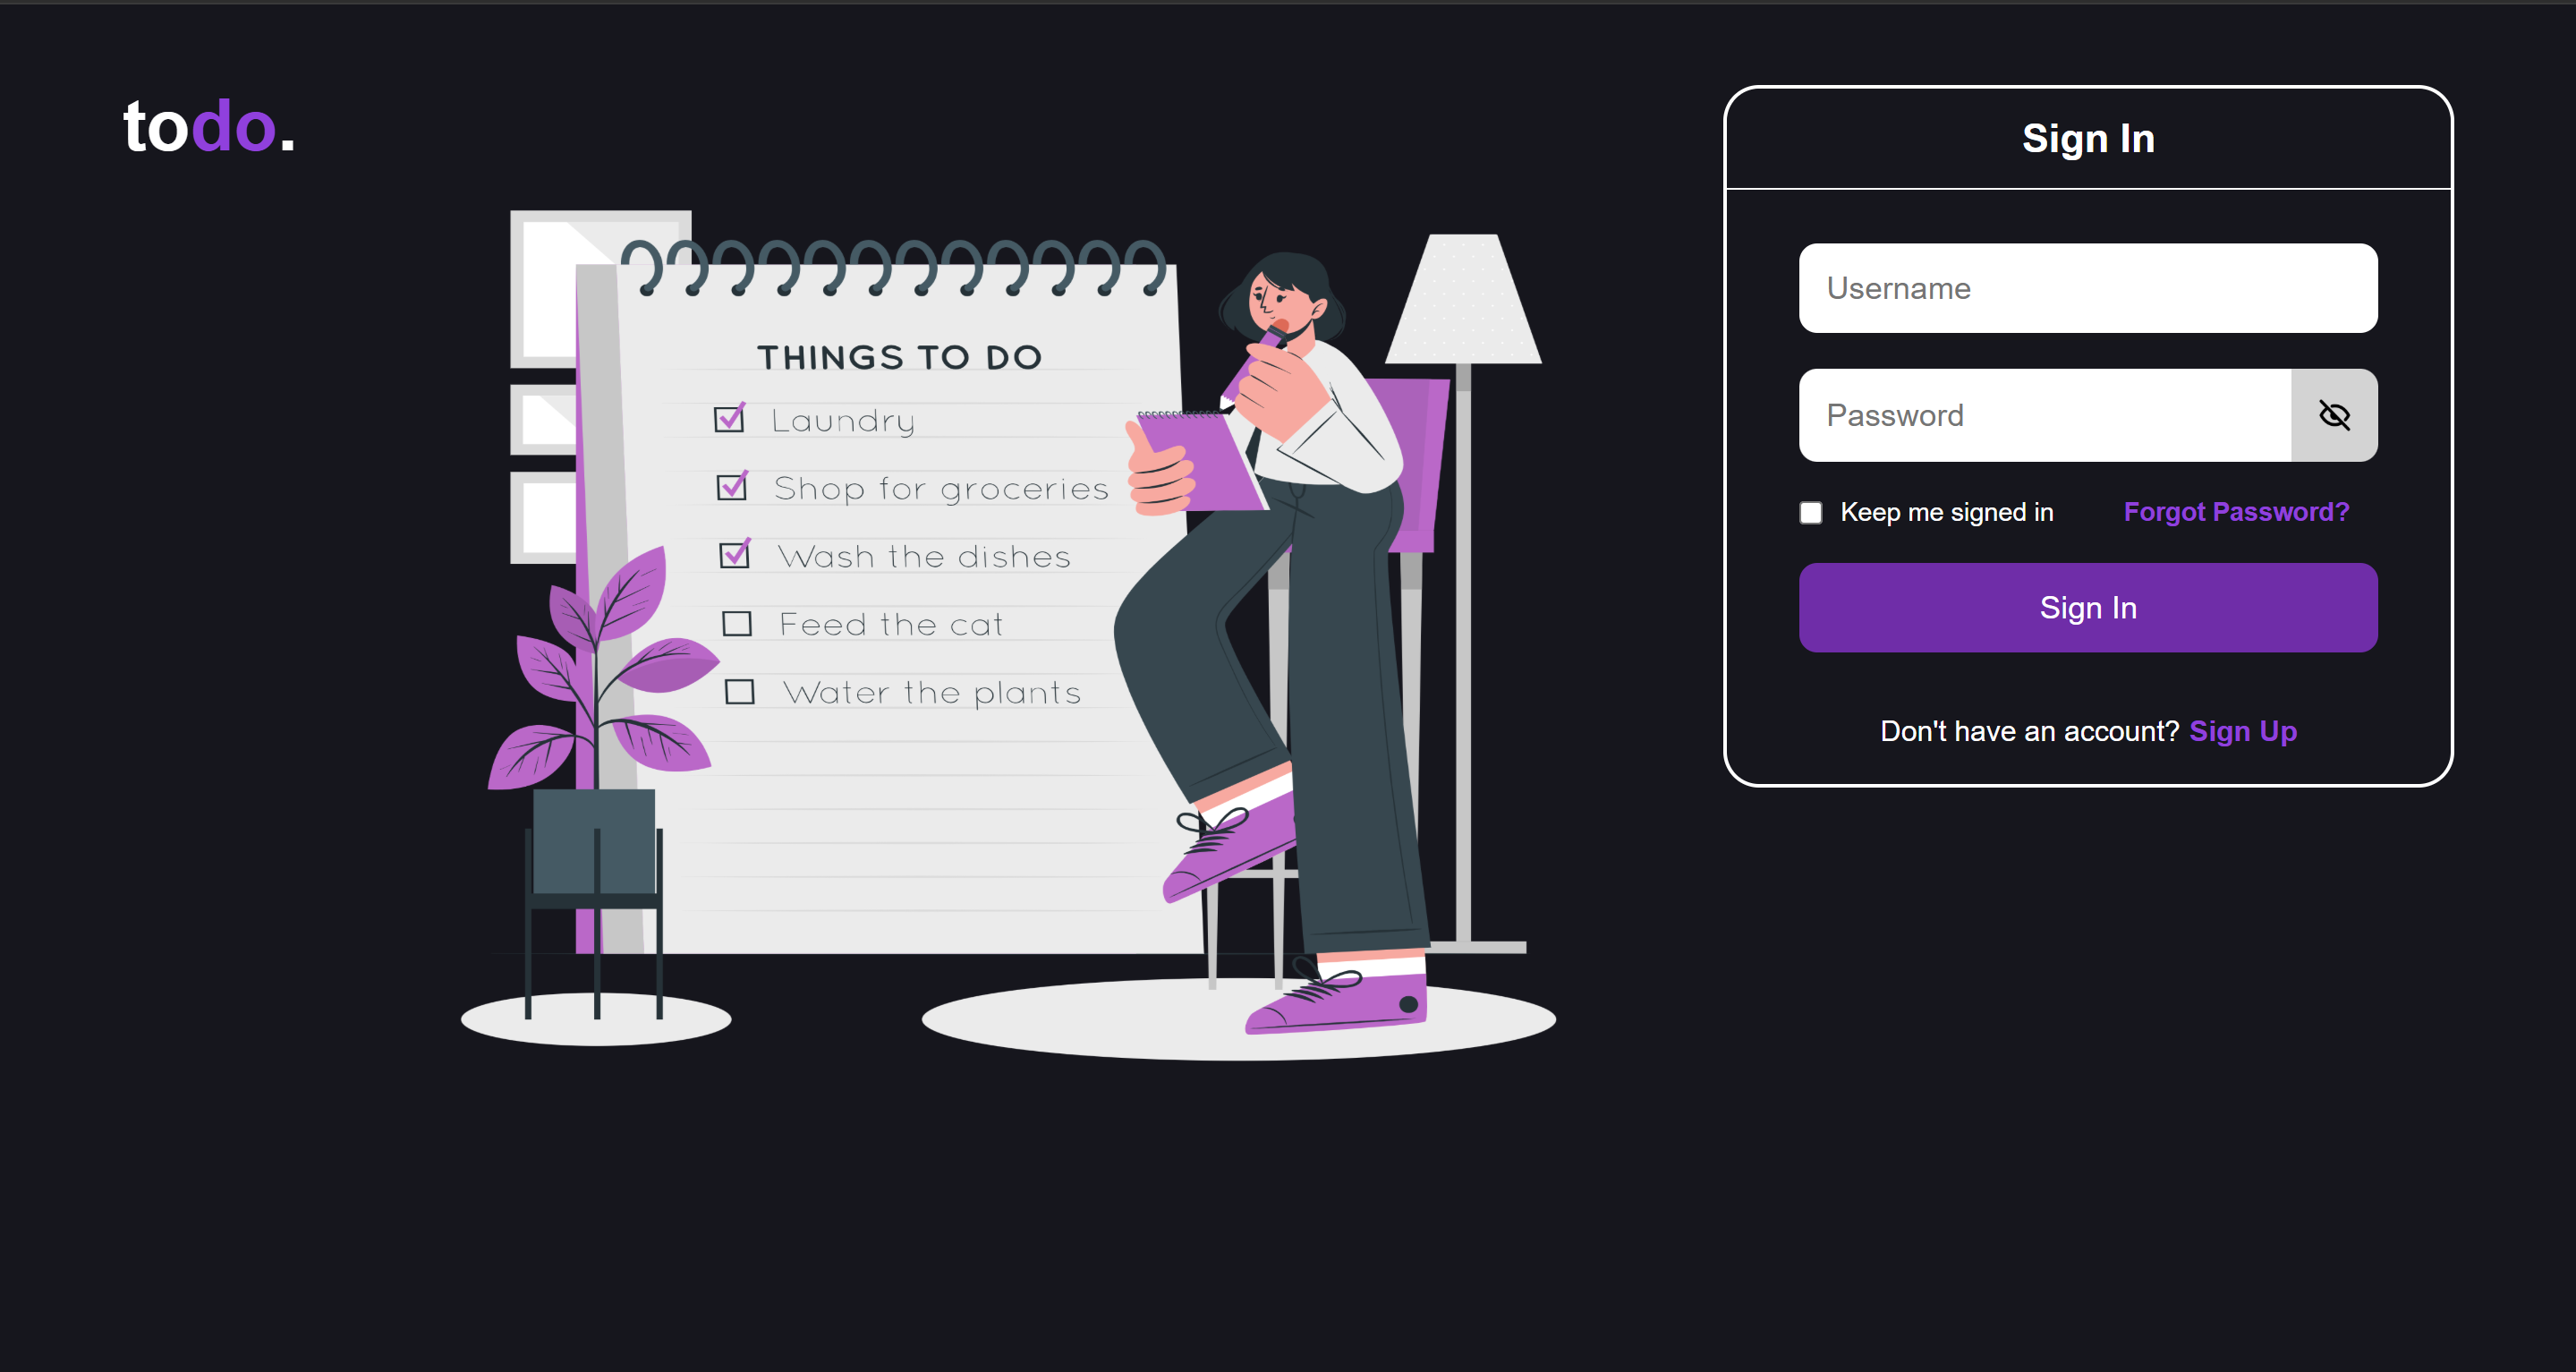 todo.
THINGS TO DO
Laundry
Shop for groceries
Wash the dishes
Feed the cat
Water the plants
Sign In
Username
Password
Keep me signed in Forgot Password?
Sign In
Don't have an account? Sign Up